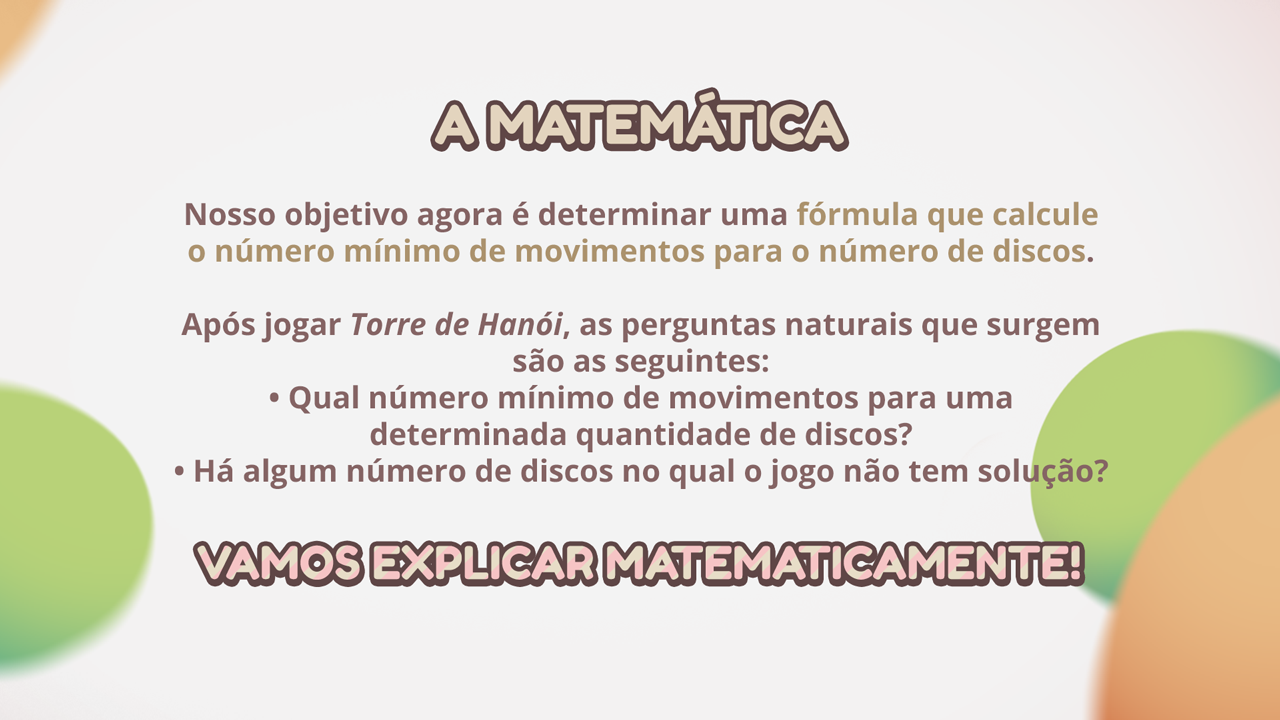 A MATEMÁTICA
Nosso objetivo agora é determinar uma fórmula que calcule
o número mínimo de movimentos para o número de discos.
Após jogar Torre de Hanói, as perguntas naturais que surgem
são as seguintes:
• Qual número mínimo de movimentos para uma
determinada quantidade de discos?
• Há algum número de discos no qual o jogo não tem solução?
VAMOS EXPLICAR MATEMATICAMENTE!